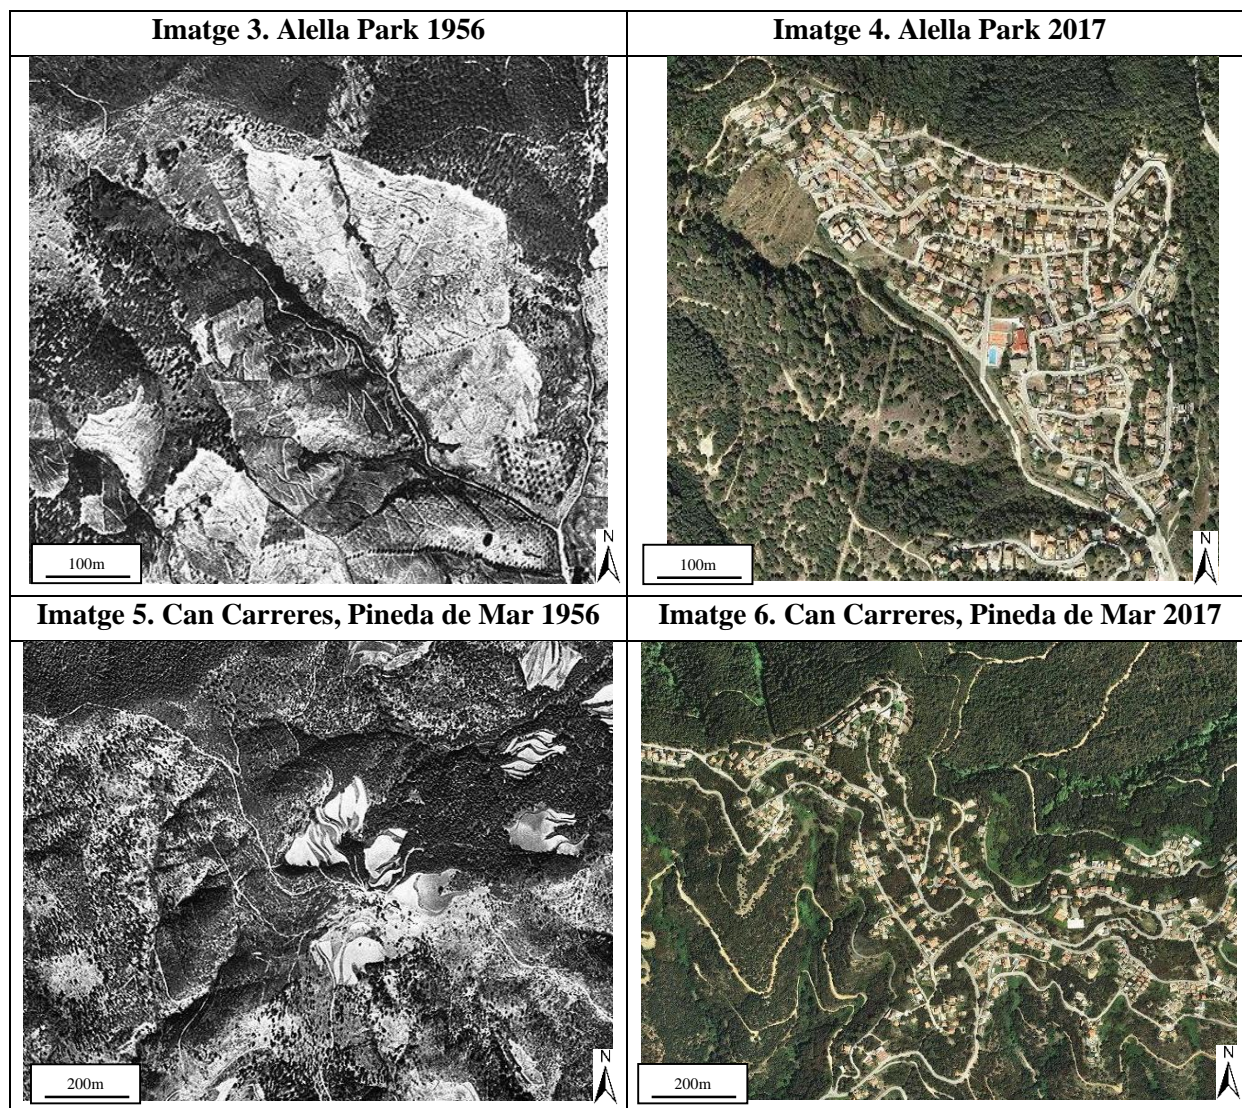 Imatge 3. Alella Park 1956
Imatge 4. Alella Park 2017
N
100m
N
100m
Imatge 5. Can Carreres, Pineda de Mar 1956
Imatge 6. Can Carreres, Pineda de Mar 2017
N
200m
N
200m